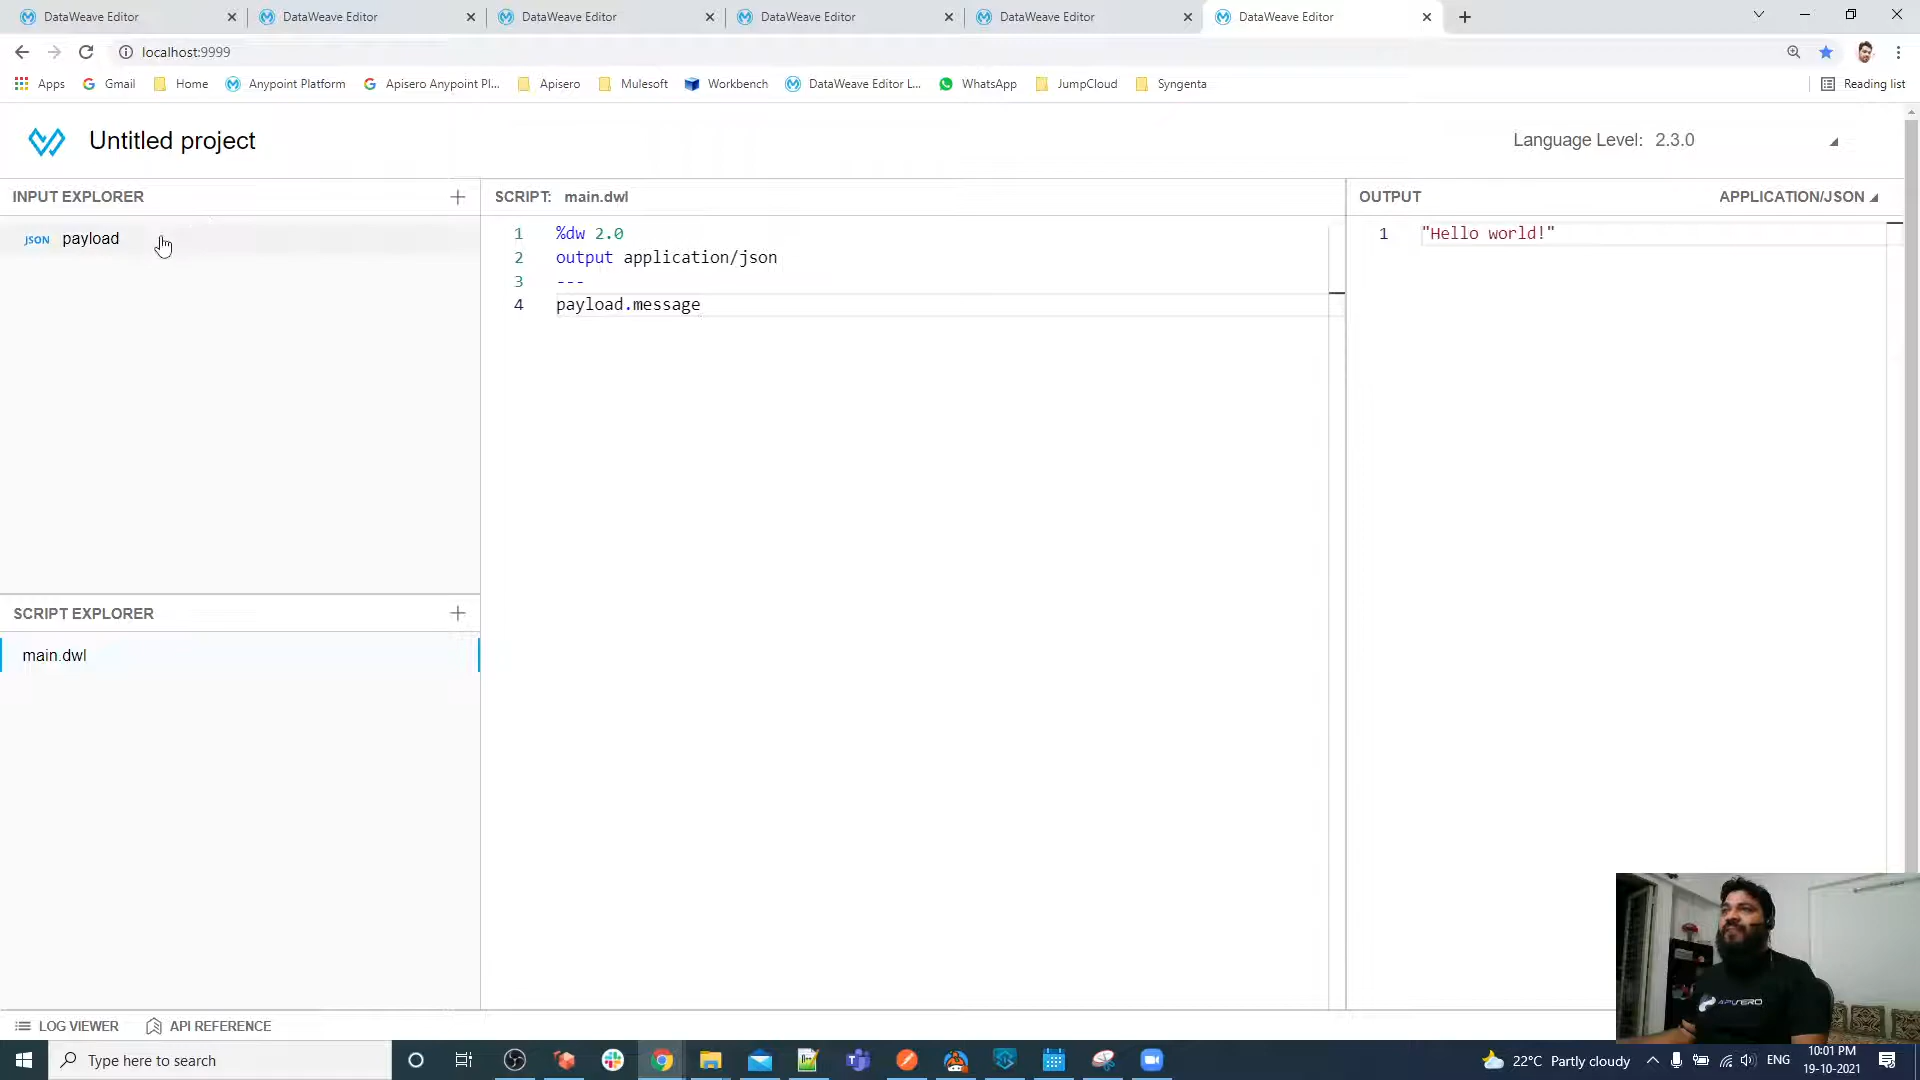 DataWeave Editor
DataWeave Editor
DataWeave Editor
DataWeave Editor
DataWeave Editor
DataWeave Editor
localhost:9999
Apps
Gmail
Home
Anypoint Platform
Apisero Anypoint Pl...
Apisero
Mulesoft
Workbench
DataWeave Editor L...
WhatsApp
JumpCloud
Syngenta
Reading list
Untitled project
Language Level: 2.3.0
INPUT EXPLORER
JSON payload
SCRIPT: main.dwl
1 %dw 2.0
2 output application/json
3 ---
4 payload.message
OUTPUT
APPLICATION/JSON
1 "Hello world!"
SCRIPT EXPLORER
main.dwl
LOG VIEWER
API REFERENCE
APISERO
Type here to search
22°C Partly cloudy
ENG
10:01 PM
19-10-2021